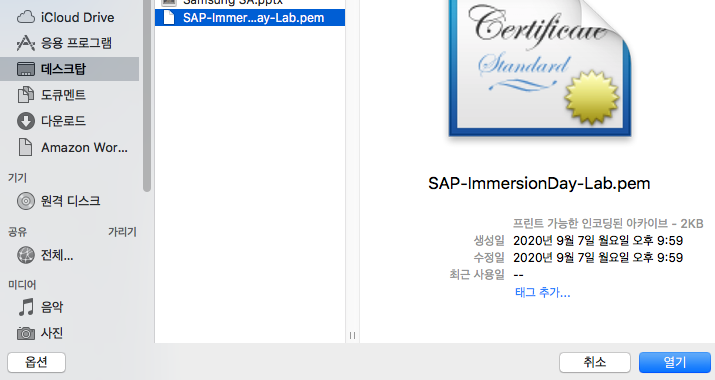 iCloud Drive
응용 프로그램
데스크탑
도큐멘트
다운로드
Amazon Wor...
기기
원격 디스크
공유 가리기
전체...
미디어
음악
사진
Samsung SA.pptx
SAP-Immer...ay-Lab.pem
Certificate
Standard
SAP-ImmersionDay-Lab.pem
프린트 가능한 인코딩된 아카이브 - 2KB
생성일 2020년 9월 7일 월요일 오후 9:59
수정일 2020년 9월 7일 월요일 오후 9:59
최근 사용일 --
태그 추가...
옵션
취소
열기